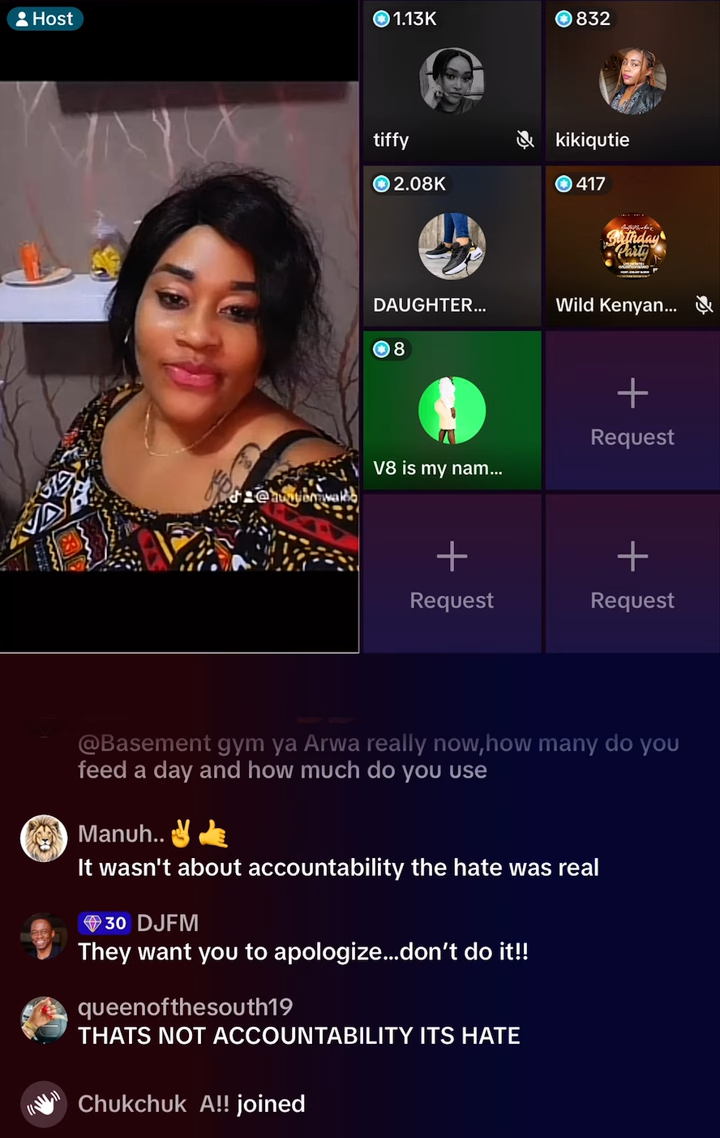 Host
1.13K
832
tiffy
kikiqutie
2.08K
417
Birthday
Party
DAUGHTER...
Wild Kenyan...
8
V8 is my nam...
Request
Request
Request
@Basement gym ya Arwa really now,how many do you
feed a day and how much do you use
Manuh..✌️🤙
It wasn't about accountability the hate was real
30 DJFM
They want you to apologize...don’t do it!!
queenofthesouth19
THATS NOT ACCOUNTABILITY ITS HATE
Chukchuk A!! joined